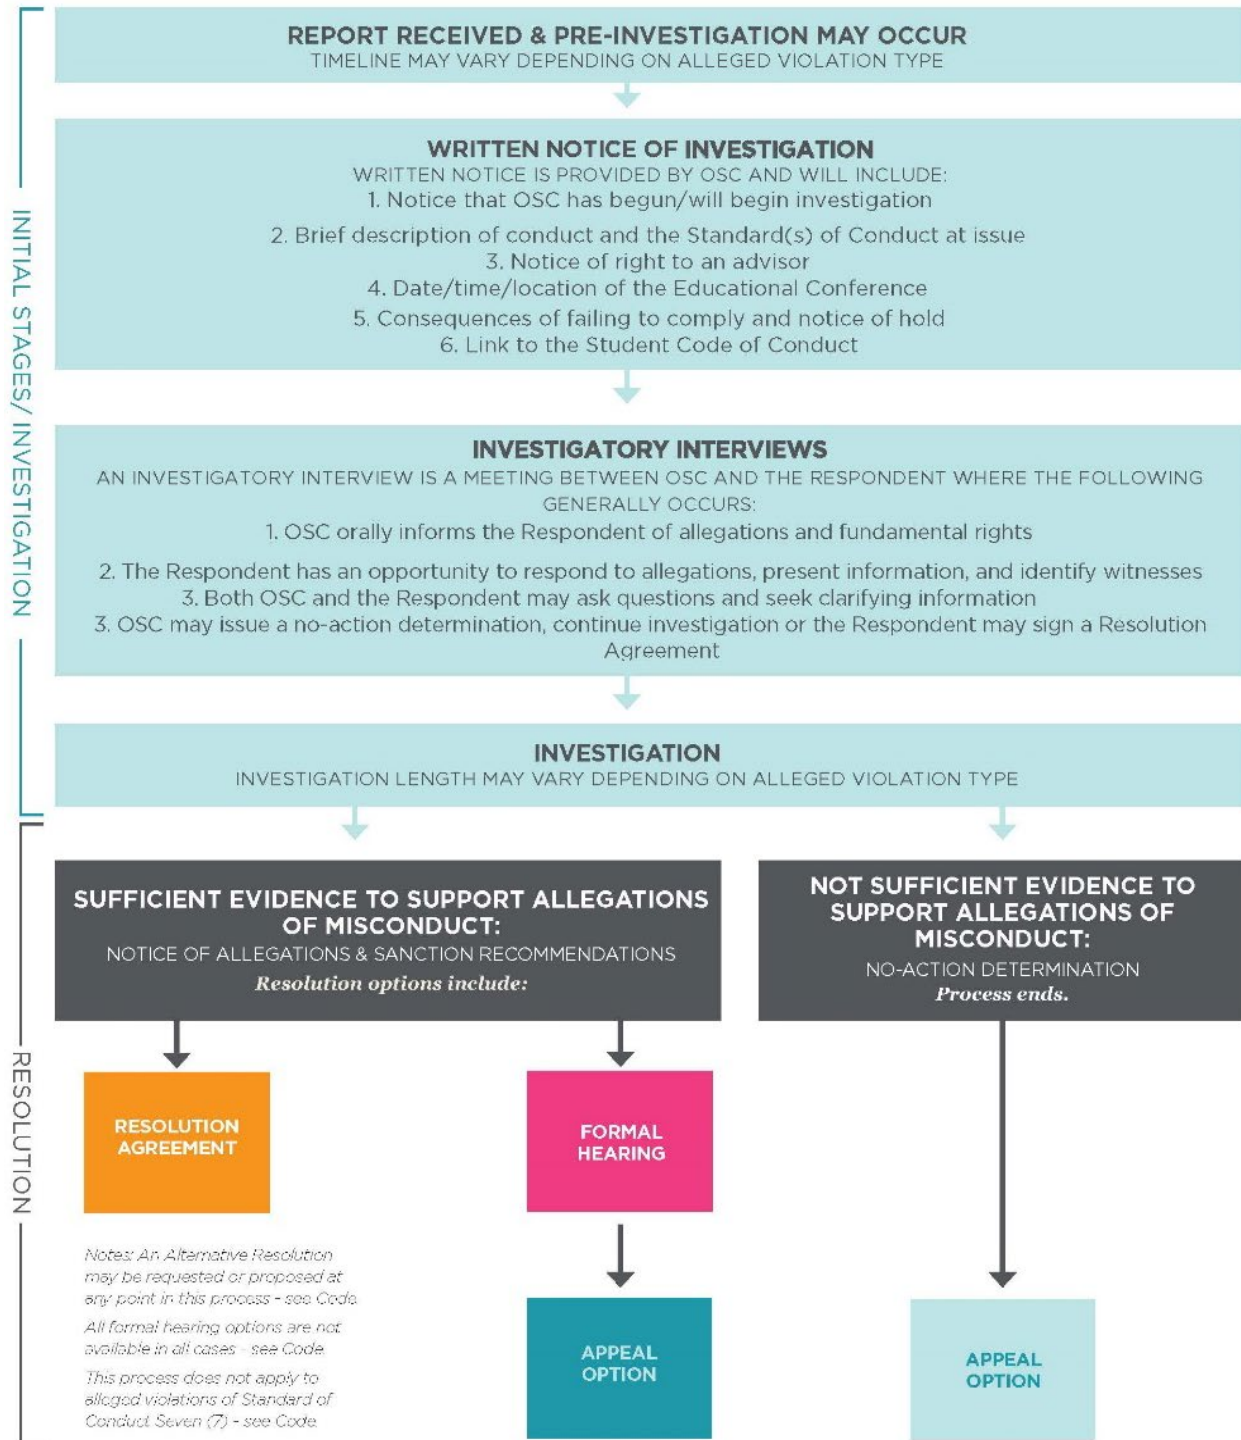 REPORT RECEIVED & PRE-INVESTIGATION MAY OCCUR
TIMELINE MAY VARY DEPENDING ON ALLEGED VIOLATION TYPE
WRITTEN NOTICE OF INVESTIGATION
WRITTEN NOTICE IS PROVIDED BY OSC AND WILL INCLUDE:
1. Notice that OSC has begun/will begin investigation
2. Brief description of conduct and the Standard(s) of Conduct at issue
3. Notice of right to an advisor
4. Date/time/location of the Educational Conference
5. Consequences of failing to comply and notice of hold
6. Link to the Student Code of Conduct
INITIAL STAGES/ INVESTIGATION
INVESTIGATORY INTERVIEWS
AN INVESTIGATORY INTERVIEW IS A MEETING BETWEEN OSC AND THE RESPONDENT WHERE THE FOLLOWING
GENERALLY OCCURS:
1. OSC orally informs the Respondent of allegations and fundamental rights
2. The Respondent has an opportunity to respond to allegations, present information, and identify witnesses
3. Both OSC and the Respondent may ask questions and seek clarifying information
3. OSC may issue a no-action determination, continue investigation or the Respondent may sign a Resolution
Agreement
INVESTIGATION
INVESTIGATION LENGTH MAY VARY DEPENDING ON ALLEGED VIOLATION TYPE
RESOLUTION
SUFFICIENT EVIDENCE TO SUPPORT ALLEGATIONS
OF MISCONDUCT:
NOTICE OF ALLEGATIONS & SANCTION RECOMMENDATIONS
Resolution options include:
NOT SUFFICIENT EVIDENCE TO
SUPPORT ALLEGATIONS OF
MISCONDUCT:
NO-ACTION DETERMINATION
Process ends.
RESOLUTION
AGREEMENT
FORMAL
HEARING
Notes: An Alternative Resolution
may be requested or proposed at
any point in this process - see Code.
All formal hearing options are not
available in all cases - see Code.
This process does not apply to
alleged violations of Standard of
Conduct Seven (7) - see Code.
APPEAL
OPTION
APPEAL
OPTION